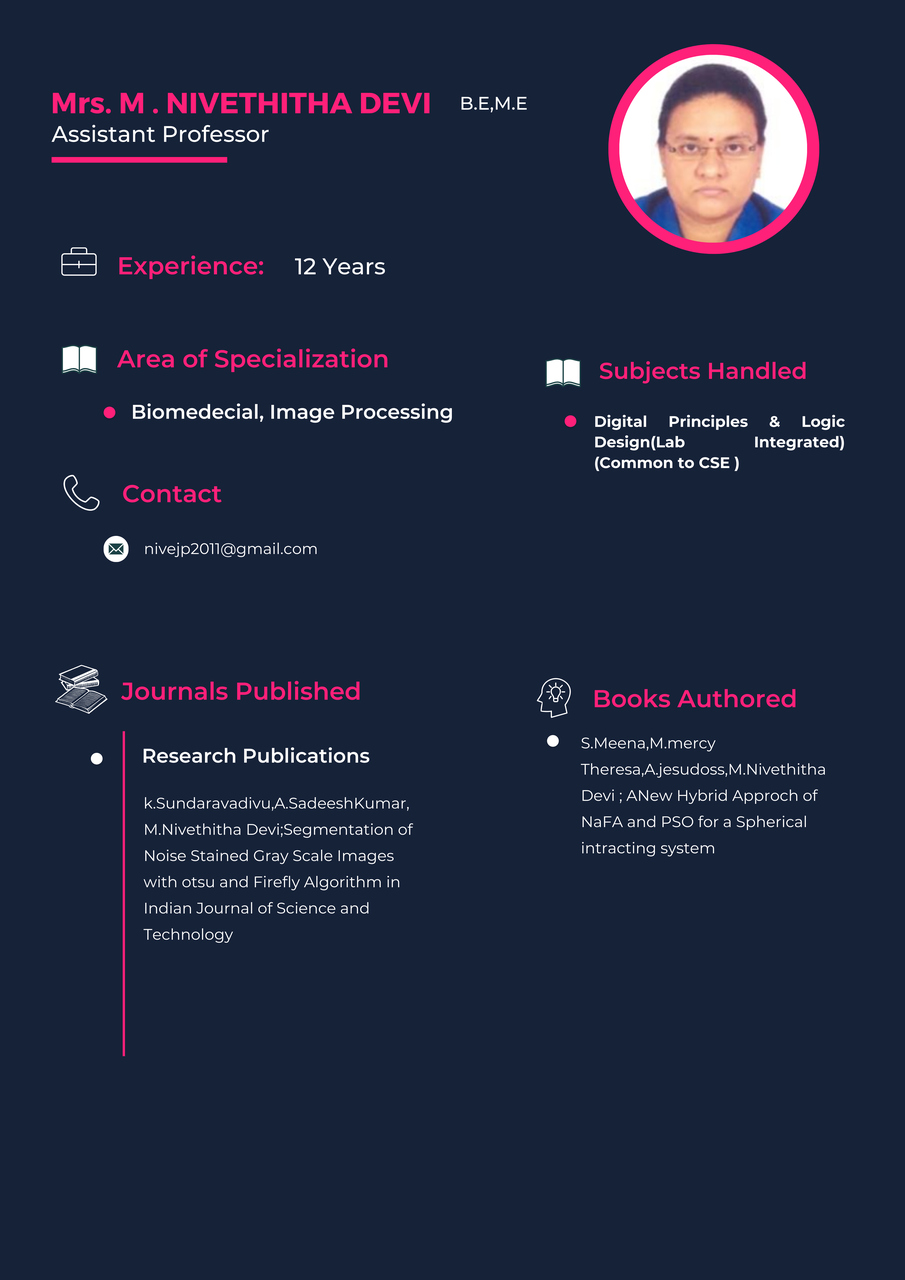 Mrs. M . NIVETHITHA DEVI B.E,M.E
Assistant Professor
Experience: 12 Years
Area of Specialization
Biomedecial, Image Processing
Subjects Handled
Digital Principles & Logic
Design(Lab Integrated)
(Common to CSE )
Contact
nivejp2011@gmail.com
Journals Published
Research Publications
k.Sundaravadivu,A.SadeeshKumar,
M.Nivethitha Devi;Segmentation of
Noise Stained Gray Scale Images
with otsu and Firefly Algorithm in
Indian Journal of Science and
Technology
Books Authored
S.Meena,M.mercy
Theresa,A.jesudoss,M.Nivethitha
Devi ; ANew Hybrid Approch of
NaFA and PSO for a Spherical
intracting system